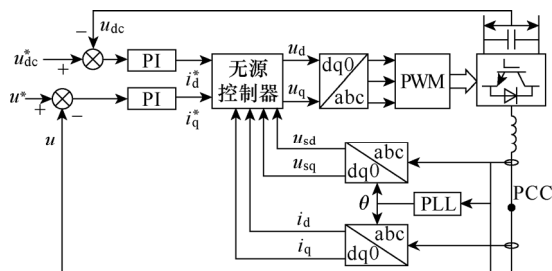 − u_dc
u*_dc + PI i*_d 无源控制器 u_d dq0 abc PWM
u* + − PI i*_q u_q
u
u_sd abc
u_sq dq0
θ PLL PCC
i_d abc
i_q dq0